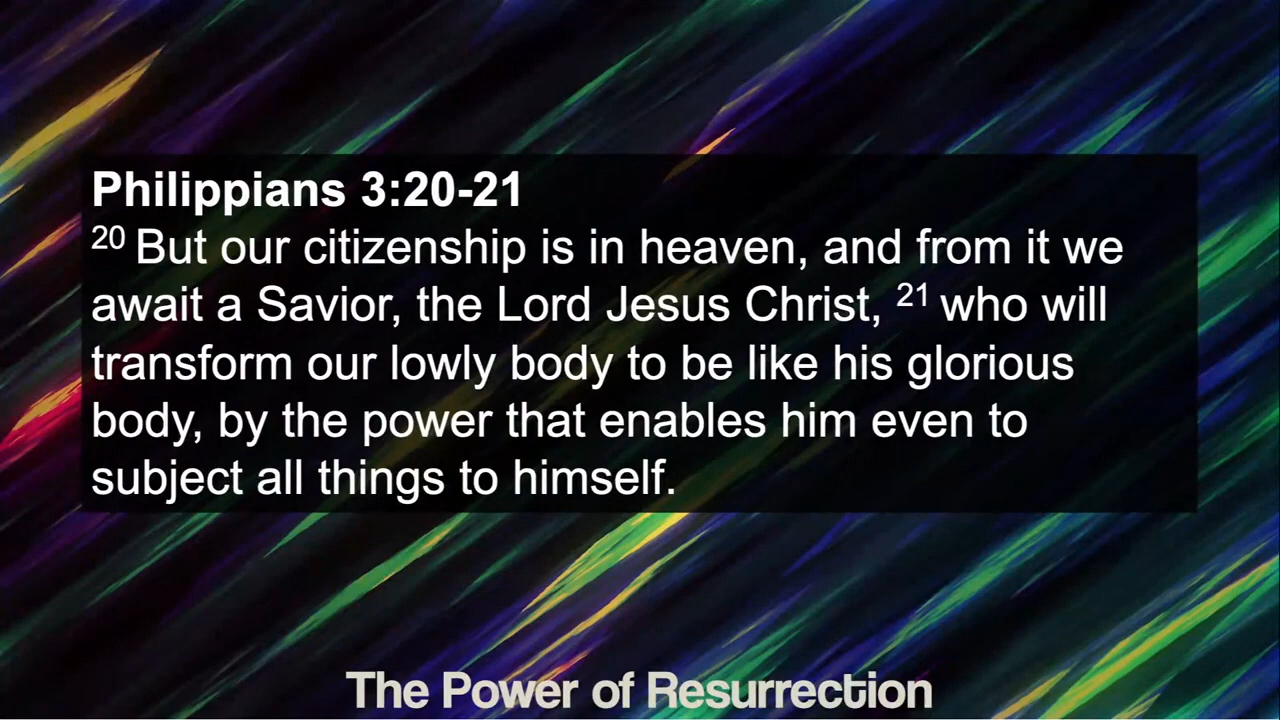 Philippians 3:20-21
20 But our citizenship is in heaven, and from it we
await a Savior, the Lord Jesus Christ, 21 who will
transform our lowly body to be like his glorious
body, by the power that enables him even to
subject all things to himself.
The Power of Resurrection